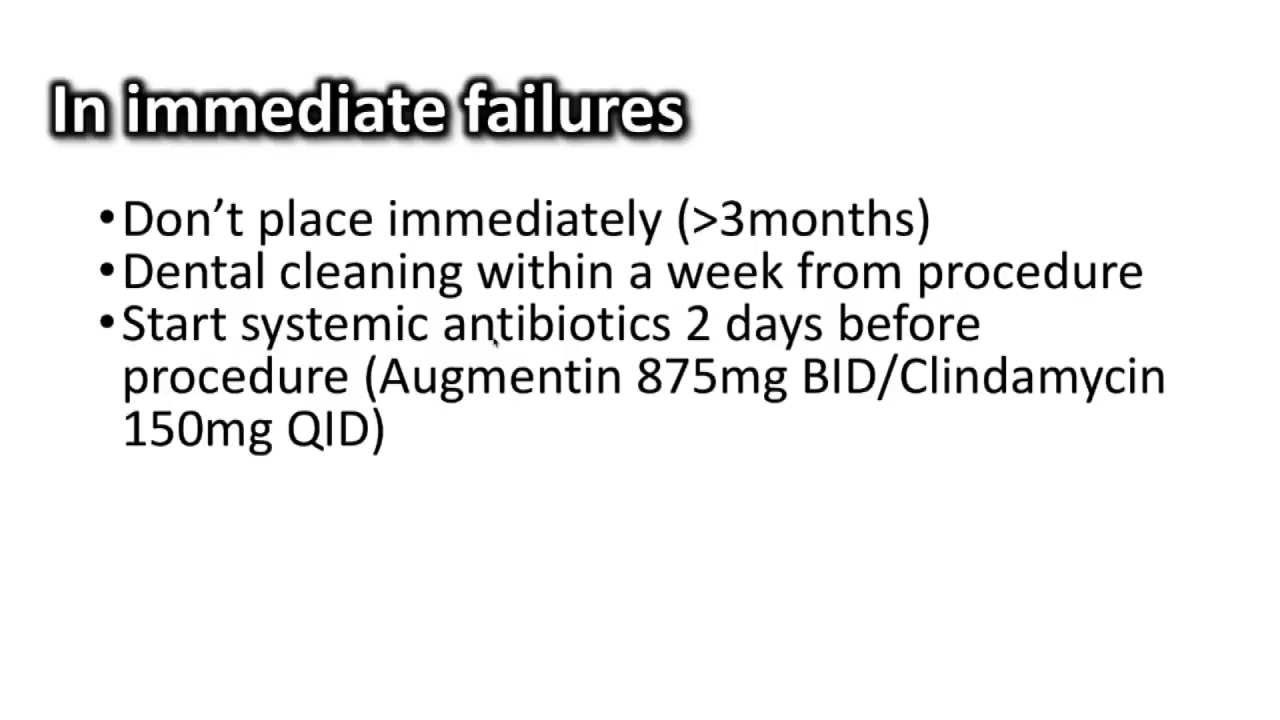 In immediate failures
•Don’t place immediately (>3months)
•Dental cleaning within a week from procedure
•Start systemic antibiotics 2 days before
procedure (Augmentin 875mg BID/Clindamycin
150mg QID)